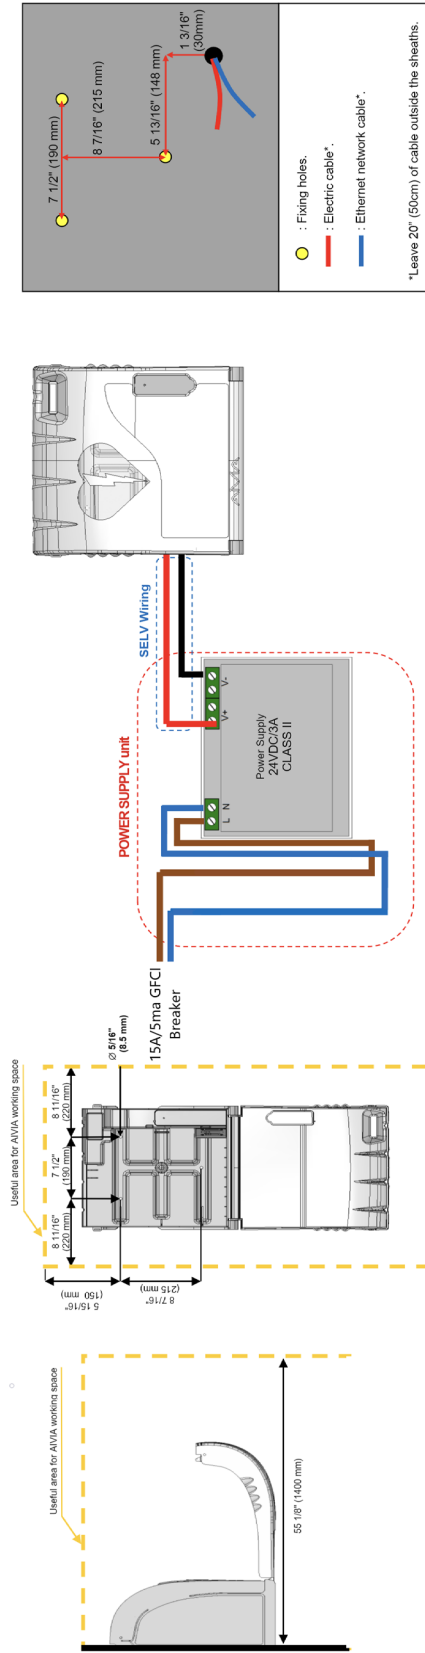 Useful area for AIVIA working space
55 1/8" (1400 mm)
Useful area for AIVIA working space
5 15/16"
(150 mm)
8 7/16"
(215 mm)
8 11/16"
(220 mm)
7 1/2"
(190 mm)
8 11/16"
(220 mm)
Ø 5/16"
(8.5 mm)
15A/5ma GFCI
Breaker
POWER SUPPLY unit
SELV Wiring
L
N
V+
V-
Power Supply
24VDC/3A
CLASS II
7 1/2" (190 mm)
8 7/16" (215 mm)
5 13/16" (148 mm)
1 3/16"
(30mm)
: Fixing holes.
: Electric cable*.
: Ethernet network cable*.
*Leave 20" (50cm) of cable outside the sheaths.